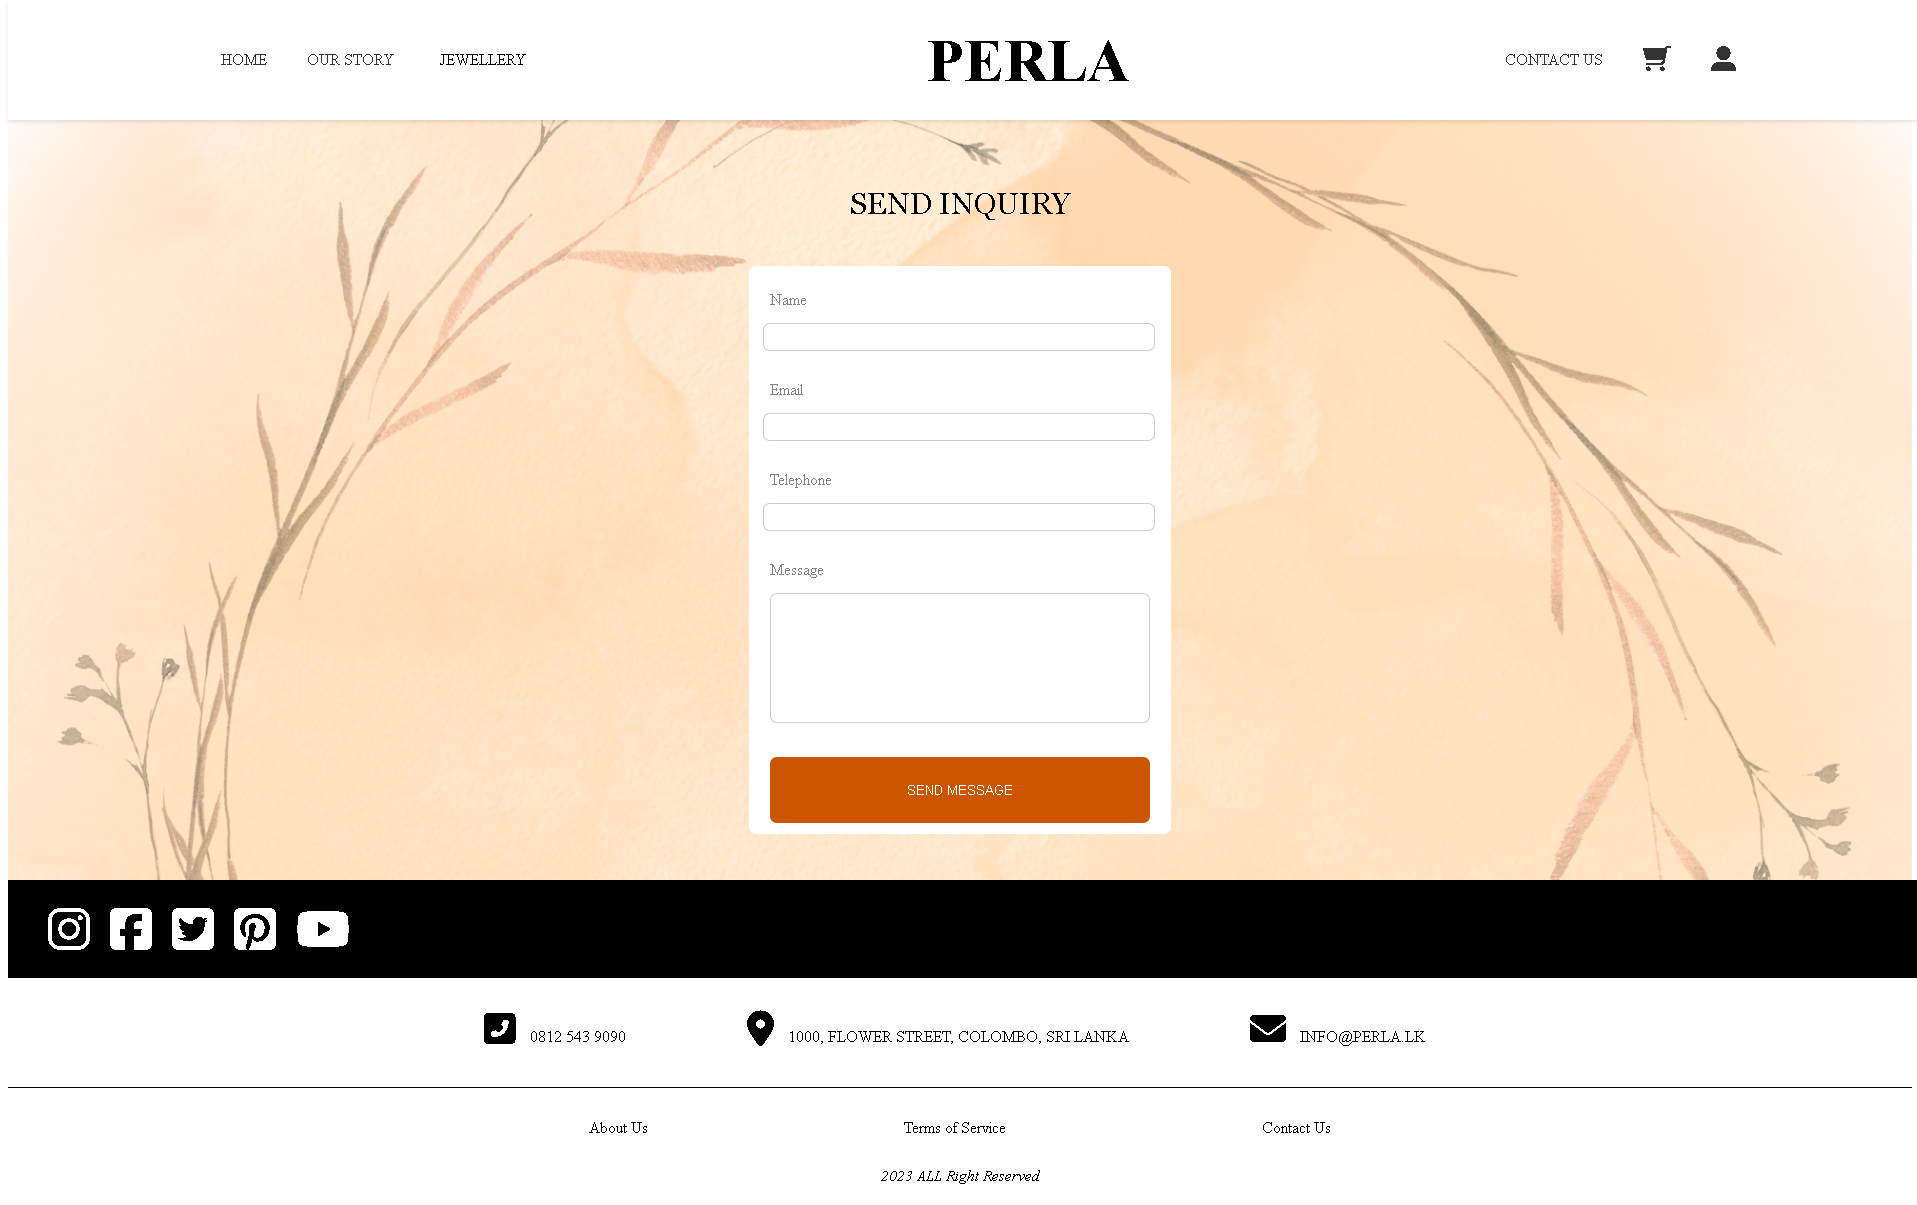 HOME OUR STORY JEWELLERY PERLA CONTACT US
SEND INQUIRY
Name
Email
Telephone
Message
SEND MESSAGE
0812 543 9090 1000, FLOWER STREET, COLOMBO, SRI LANKA INFO@PERLA.LK
About Us Terms of Service Contact Us
2023 ALL Right Reserved